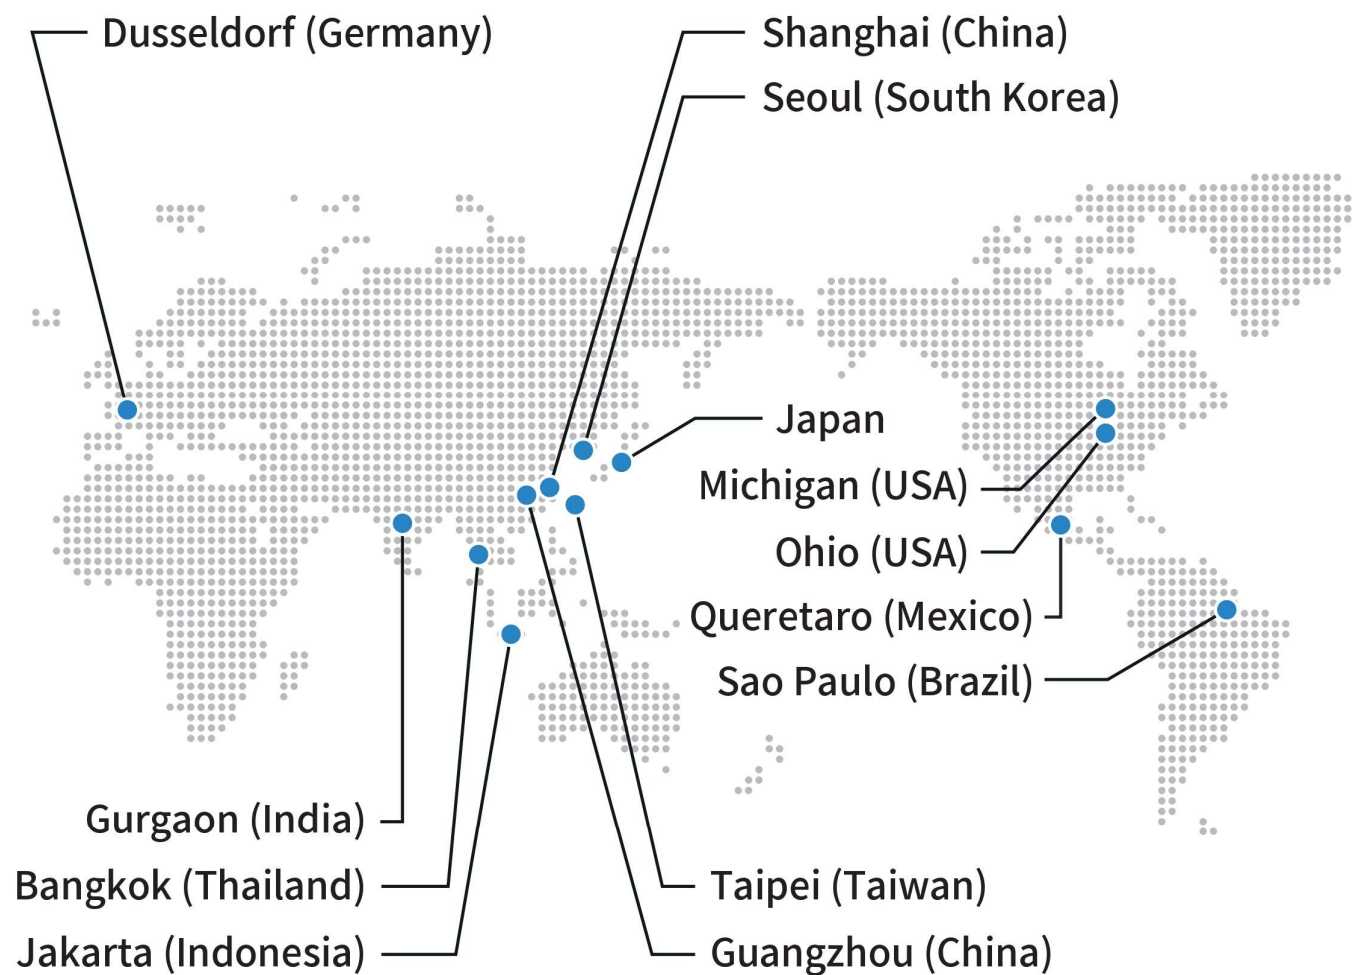 Dusseldorf (Germany)
Shanghai (China)
Seoul (South Korea)
Japan
Michigan (USA)
Ohio (USA)
Queretaro (Mexico)
Sao Paulo (Brazil)
Gurgaon (India)
Bangkok (Thailand)
Jakarta (Indonesia)
Taipei (Taiwan)
Guangzhou (China)